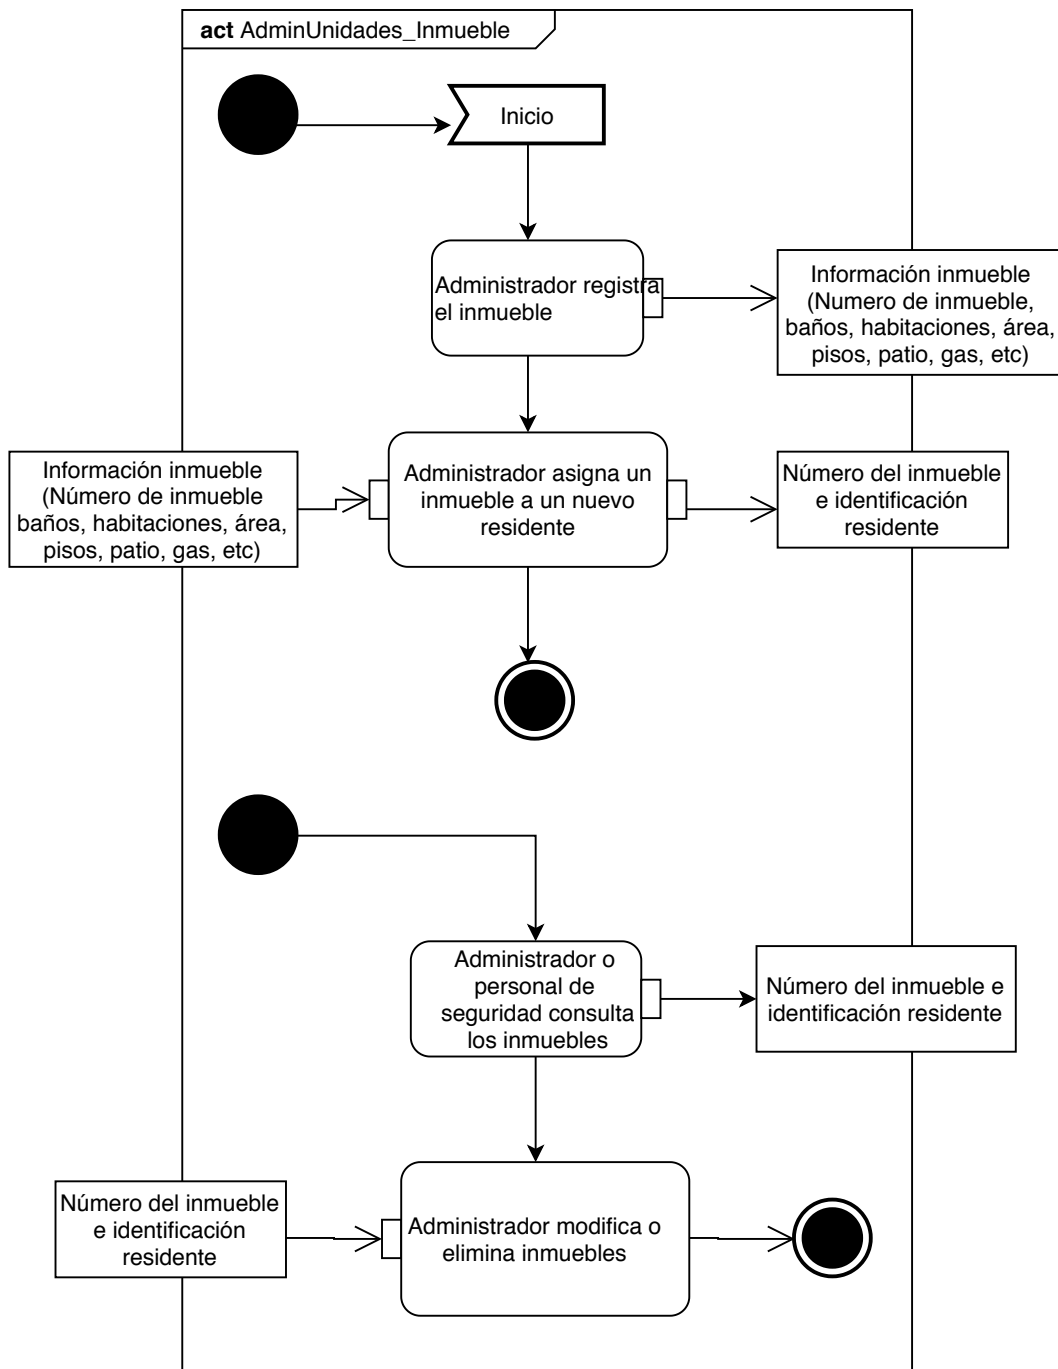 act AdminUnidades_Inmueble
Inicio
Administrador registra
el inmueble
Información inmueble
(Numero de inmueble,
baños, habitaciones, área,
pisos, patio, gas, etc)
Información inmueble
(Número de inmueble
baños, habitaciones, área,
pisos, patio, gas, etc)
Administrador asigna un
inmueble a un nuevo
residente
Número del inmueble
e identificación
residente
Administrador o
personal de
seguridad consulta
los inmuebles
Número del inmueble e
identificación residente
Número del inmueble
e identificación
residente
Administrador modifica o
elimina inmuebles